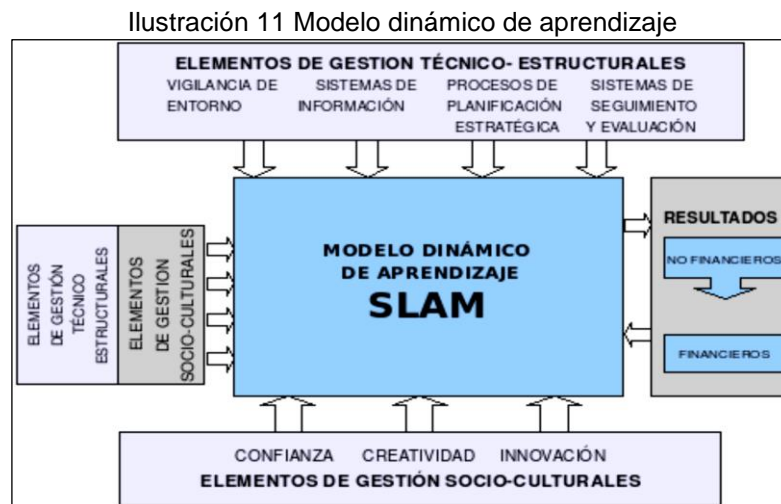 Ilustración 11 Modelo dinámico de aprendizaje
ELEMENTOS DE GESTION TÉCNICO- ESTRUCTURALES
VIGILANCIA DE
ENTORNO
SISTEMAS DE
INFORMACIÓN
PROCESOS DE
PLANIFICACIÓN
ESTRATÉGICA
SISTEMAS DE
SEGUIMIENTO
Y EVALUACIÓN
ELEMENTOS
DE GESTIÓN
TÉCNICO
ESTRUCTURALES
ELEMENTOS
DE GESTION
SOCIO-CULTURALES
MODELO DINÁMICO
DE APRENDIZAJE
SLAM
RESULTADOS
NO FINANCIEROS
FINANCIEROS
CONFIANZA CREATIVIDAD INNOVACIÓN
ELEMENTOS DE GESTIÓN SOCIO-CULTURALES